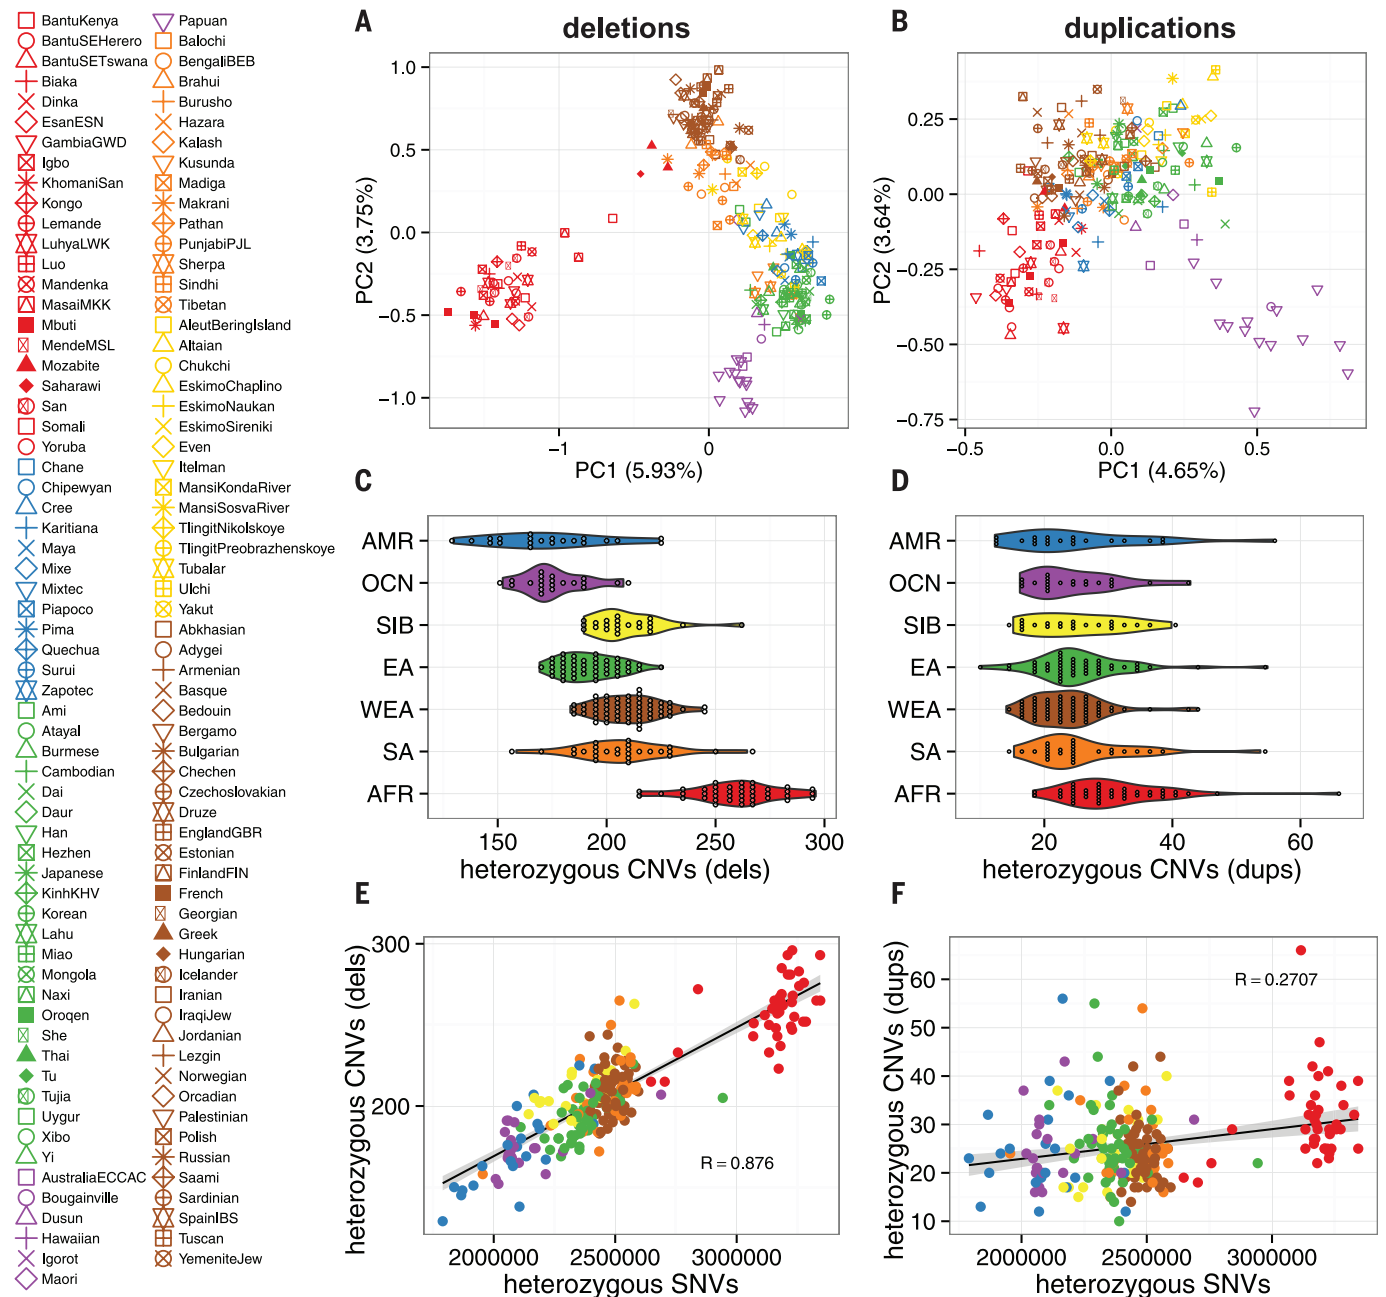 BantuKenya
BantuSEHerero
BantuSETswana
Biaka
Dinka
EsanESN
GambiaGWD
Igbo
KhomaniSan
Kongo
Lemande
LuhyaLWK
Luo
Mandenka
MasaiMKK
Mbuti
MendeMSL
Mozabite
Saharawi
San
Somali
Yoruba
Chane
Chipewyan
Cree
Karitiana
Maya
Mixe
Mixtec
Piapoco
Pima
Quechua
Surui
Zapotec
Ami
Atayal
Burmese
Cambodian
Dai
Daur
Han
Hezhen
Japanese
KinhKHV
Korean
Lahu
Miao
Mongola
Naxi
Oroqen
She
Thai
Tu
Tujia
Uygur
Xibo
Yi
AustraliaECCAC
Bougainville
Dusun
Hawaiian
Igorot
Maori
Papuan
Balochi
BengaliBEB
Brahui
Burusho
Hazara
Kalash
Kusunda
Madiga
Makrani
Pathan
PunjabiPJL
Sherpa
Sindhi
Tibetan
AleutBeringIsland
Altaian
Chukchi
EskimoChaplino
EskimoNaukan
EskimoSireniki
Even
Itelman
MansiKondaRiver
MansiSosvaRiver
TlingitNikolskoye
TlingitPreobrazhenskoye
Tubalar
Ulchi
Yakut
Abkhasian
Adygei
Armenian
Basque
Bedouin
Bergamo
Bulgarian
Chechen
Czechoslovakian
Druze
EnglandGBR
Estonian
FinlandFIN
French
Georgian
Greek
Hungarian
Icelander
Iranian
IraqiJew
Jordanian
Lezgin
Norwegian
Orcadian
Palestinian
Polish
Russian
Saami
Sardinian
SpainIBS
Tuscan
YemeniteJew
A
deletions
PC2 (3.75%)
1.0
0.5
0.0
−0.5
−1.0
−1
0
PC1 (5.93%)
B
duplications
PC2 (3.64%)
0.25
0.00
−0.25
−0.50
−0.75
−0.5
0.0
0.5
PC1 (4.65%)
C
AMR
OCN
SIB
EA
WEA
SA
AFR
150
200
250
300
heterozygous CNVs (dels)
D
AMR
OCN
SIB
EA
WEA
SA
AFR
20
40
60
heterozygous CNVs (dups)
E
heterozygous CNVs (dels)
300
200
R = 0.876
2000000
2500000
3000000
heterozygous SNVs
F
heterozygous CNVs (dups)
60
50
40
30
20
10
R = 0.2707
2000000
2500000
3000000
heterozygous SNVs